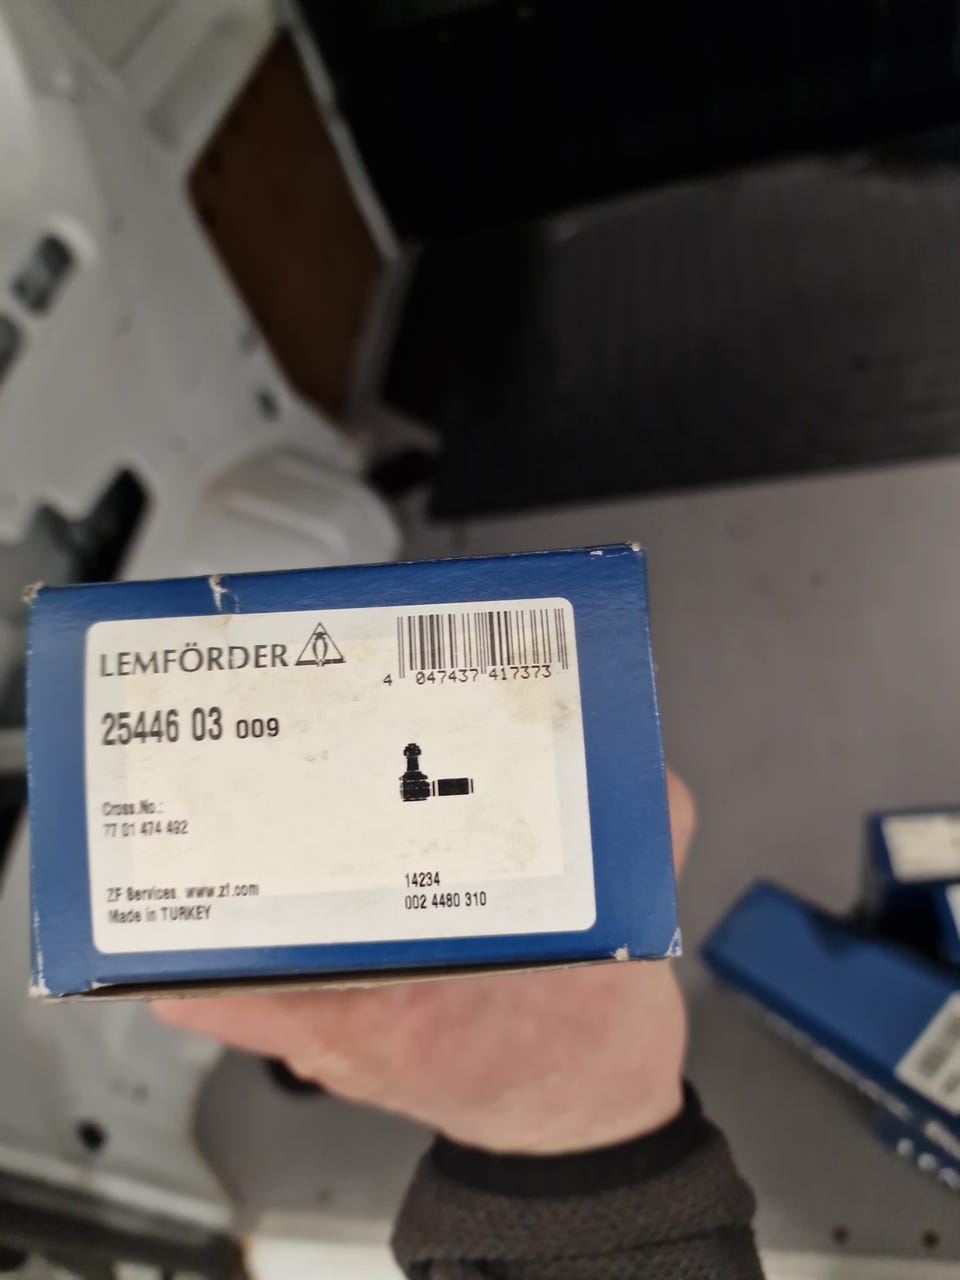 LEMFÖRDER
4 047437 417373
25446 03 009
Cross.No.:
77 01 474 492
ZF Services. www.zf.com
Made in TURKEY
14234
002 4480 310